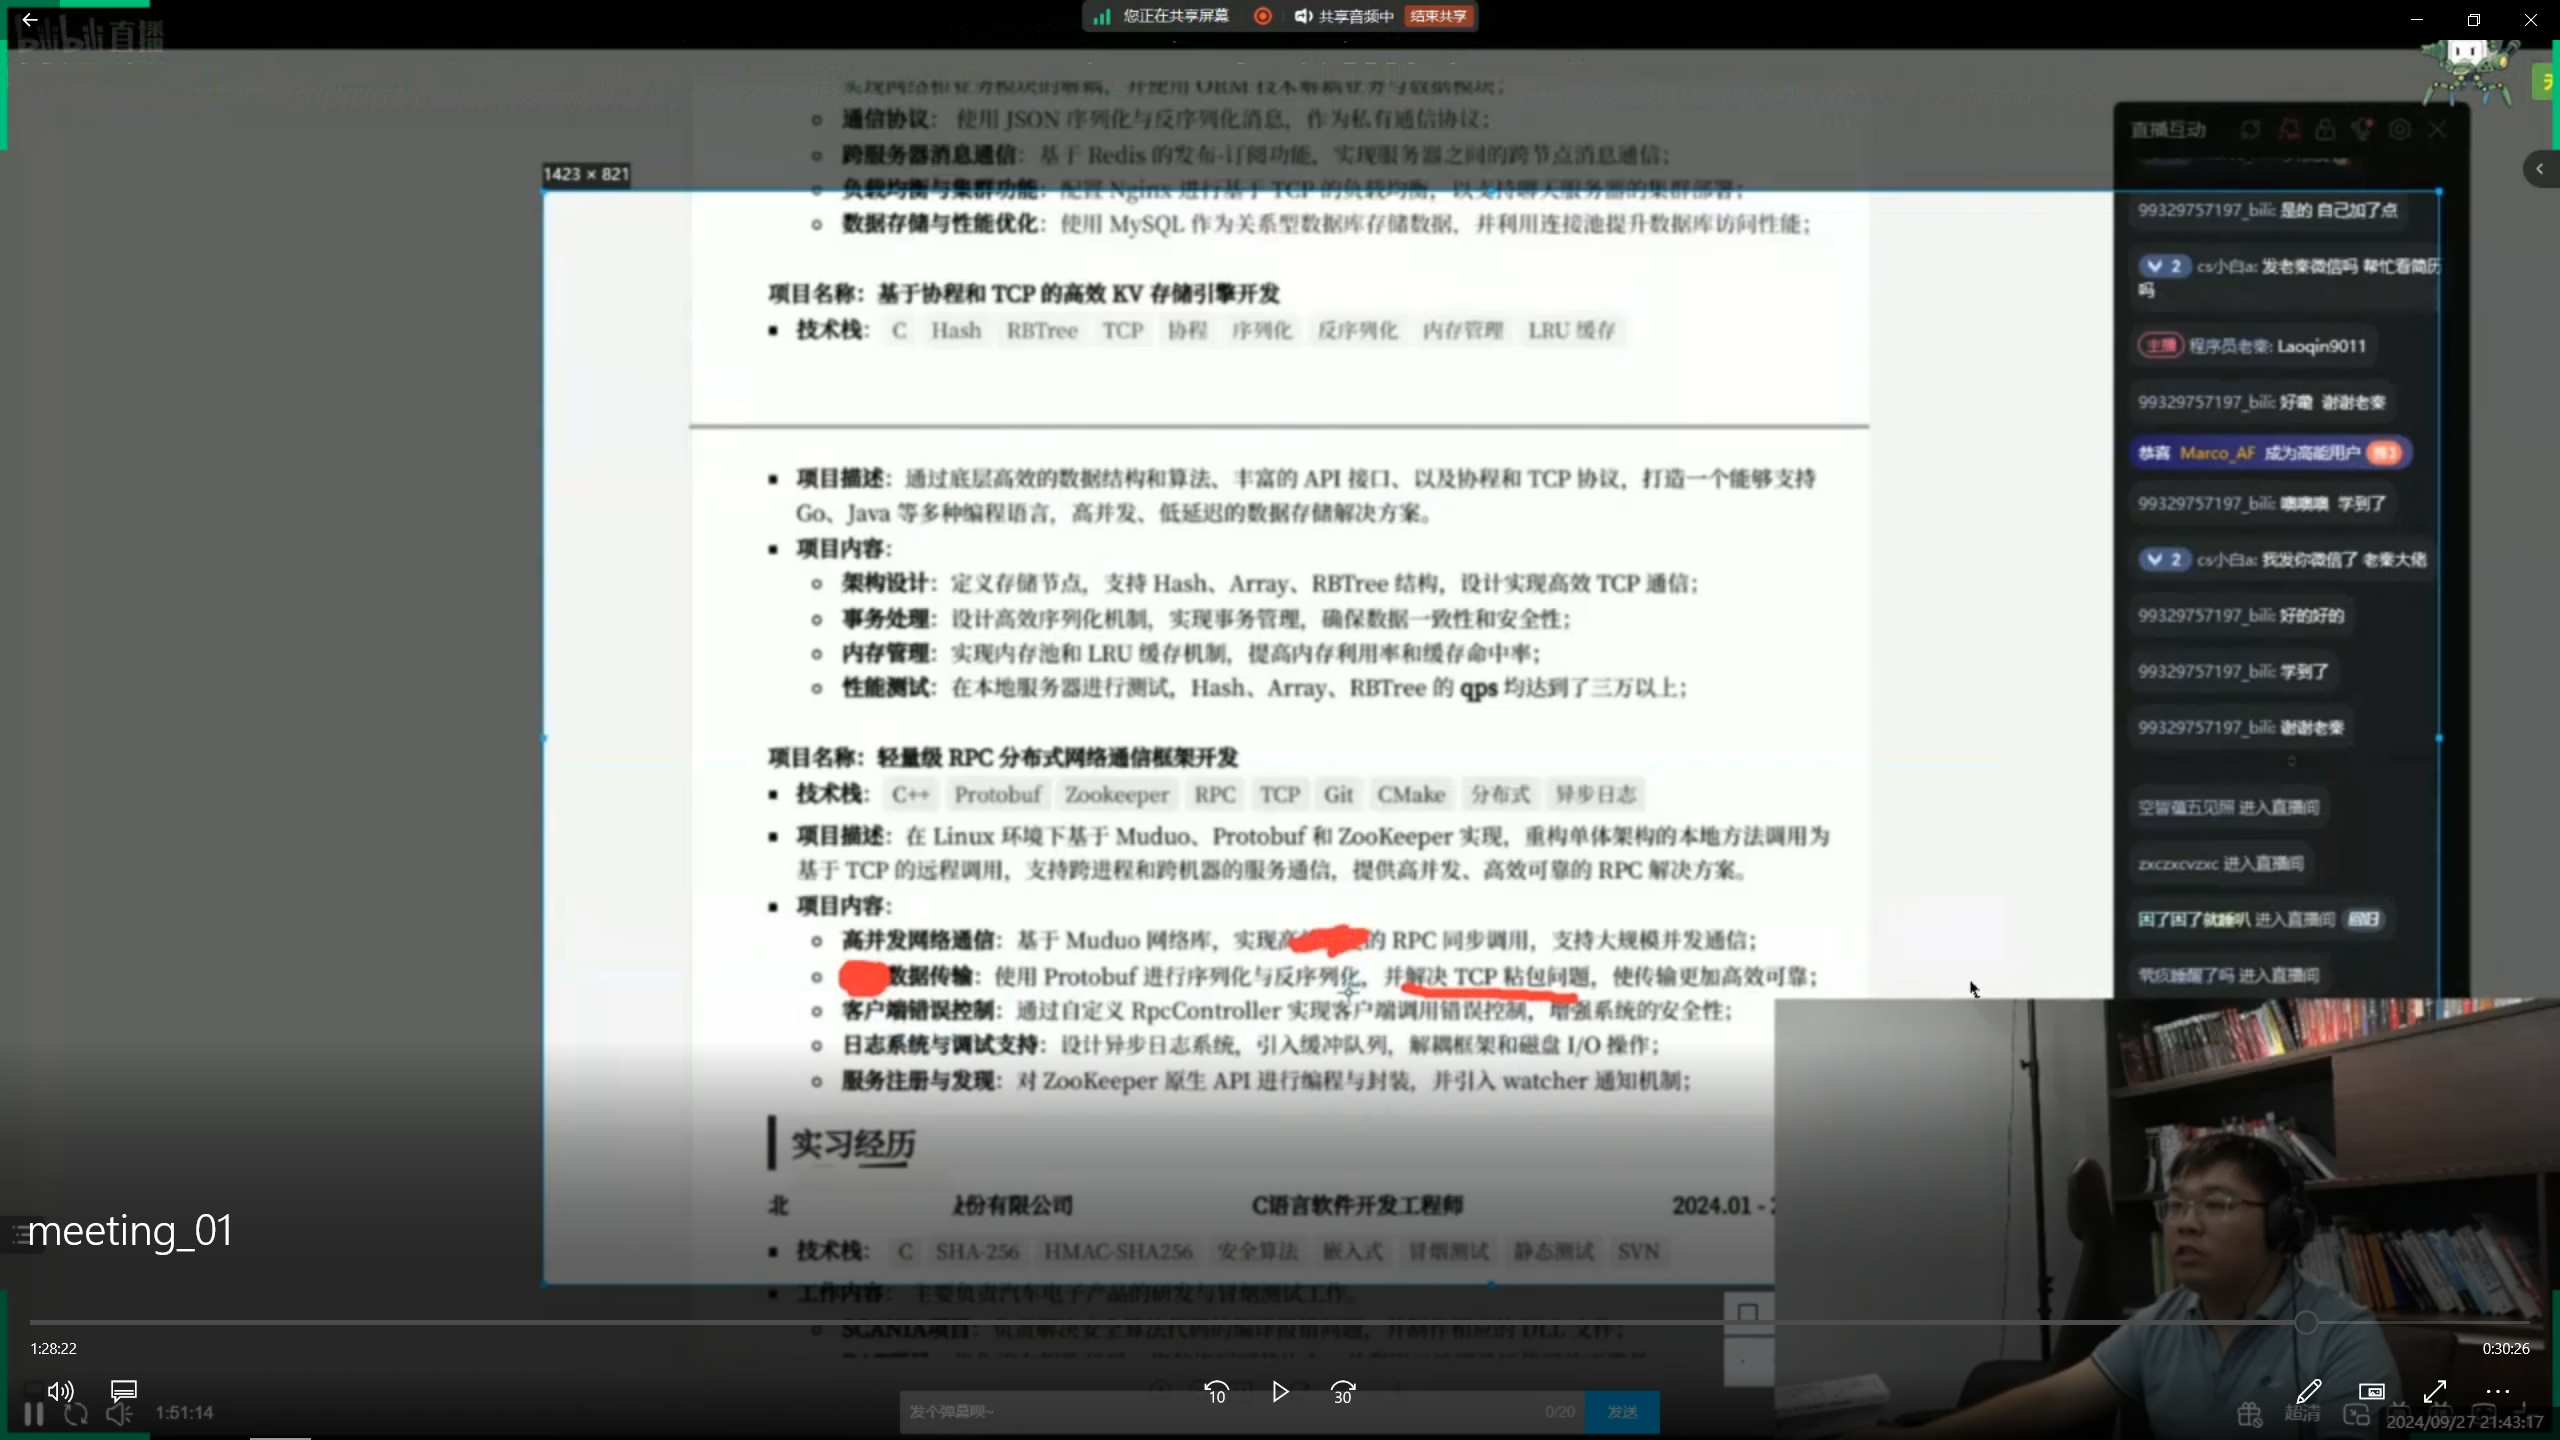 bilibili 直播
您正在共享屏幕 共享音频中 结束共享
通信协议：使用 JSON 序列化与反序列化消息，作为私有通信协议；
跨服务器消息通信：基于 Redis 的发布-订阅功能，实现服务器之间的跨节点消息通信；
1423 × 821
负载均衡与集群功能：配置 Nginx 进行基于 TCP 的负载均衡，以支持聊天服务器的集群部署；
数据存储与性能优化：使用 MySQL 作为关系型数据库存储数据，并利用连接池提升数据库访问性能；
项目名称：基于协程和 TCP 的高效 KV 存储引擎开发
技术栈： C Hash RBTree TCP 协程 序列化 反序列化 内存管理 LRU 缓存
项目描述：通过底层高效的数据结构和算法、丰富的 API 接口、以及协程和 TCP 协议，打造一个能够支持
Go、Java 等多种编程语言，高并发、低延迟的数据存储解决方案。
项目内容：
架构设计：定义存储节点，支持 Hash、Array、RBTree 结构，设计实现高效 TCP 通信；
事务处理：设计高效序列化机制，实现事务管理，确保数据一致性和安全性；
内存管理：实现内存池和 LRU 缓存机制，提高内存利用率和缓存命中率；
性能测试：在本地服务器进行测试，Hash、Array、RBTree 的 qps 均达到了三万以上；
项目名称：轻量级 RPC 分布式网络通信框架开发
技术栈： C++ Protobuf Zookeeper RPC TCP Git CMake 分布式 异步日志
项目描述：在 Linux 环境下基于 Muduo、Protobuf 和 ZooKeeper 实现，重构单体架构的本地方法调用为
基于 TCP 的远程调用，支持跨进程和跨机器的服务通信，提供高并发、高效可靠的 RPC 解决方案。
项目内容：
高并发网络通信：基于 Muduo 网络库，实现高 的 RPC 同步调用，支持大规模并发通信；
数据传输：使用 Protobuf 进行序列化与反序列化，并解决 TCP 粘包问题，使传输更加高效可靠；
客户端错误控制：通过自定义 RpcController 实现客户端调用错误控制，增强系统的安全性；
日志系统与调试支持：设计异步日志系统，引入缓冲队列，解耦框架和磁盘 I/O 操作；
服务注册与发现：对 ZooKeeper 原生 API 进行编程与封装，并引入 watcher 通知机制；
实习经历
北 份有限公司 C语言软件开发工程师 2024.01 -
技术栈： C SHA-256 HMAC-SHA256 安全算法 嵌入式 冒烟测试 静态测试 SVN
工作内容：主要负责汽车电子产品的研发与冒烟测试工作。
SCANIA项目：负责解决安全算法代码的编译报错问题，并制作相应的 DLL 文件；
直播互动
99329757197_bili: 是的 自己加了点
2 cs小白a: 发老秦微信吗 帮忙看简历
吗
主播 程序员老秦: Laoqin9011
99329757197_bili: 好嘞 谢谢老秦
恭喜 Marco_AF 成为高能用户
99329757197_bili: 噢噢噢 学到了
2 cs小白a: 我发你微信了 老秦大佬
99329757197_bili: 好的好的
99329757197_bili: 学到了
99329757197_bili: 谢谢老秦
空皆蕴五见照 进入直播间
zxczxcvzxc 进入直播间
困了困了就睡叭 进入直播间
进入直播间
meeting_01
1:28:22
0:30:26
10
30
1:51:14
发个弹幕呗~ 0/20 发送
超清
2024/09/27 21:43:17